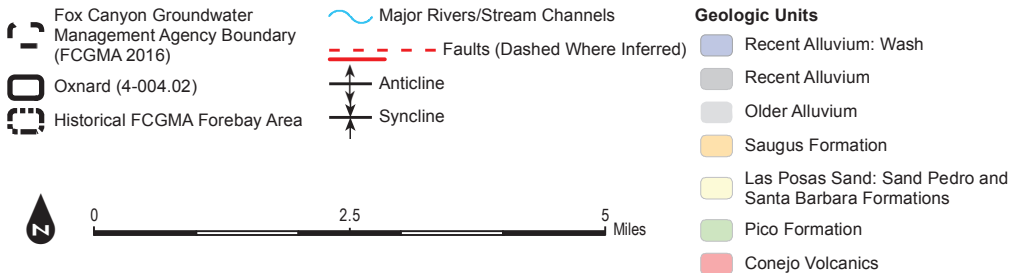 Fox Canyon Groundwater
Management Agency Boundary
(FCGMA 2016)
Oxnard (4-004.02)
Historical FCGMA Forebay Area
Major Rivers/Stream Channels
Faults (Dashed Where Inferred)
Anticline
Syncline
Geologic Units
Recent Alluvium: Wash
Recent Alluvium
Older Alluvium
Saugus Formation
Las Posas Sand: Sand Pedro and
Santa Barbara Formations
Pico Formation
Conejo Volcanics
N
0 2.5 5
Miles